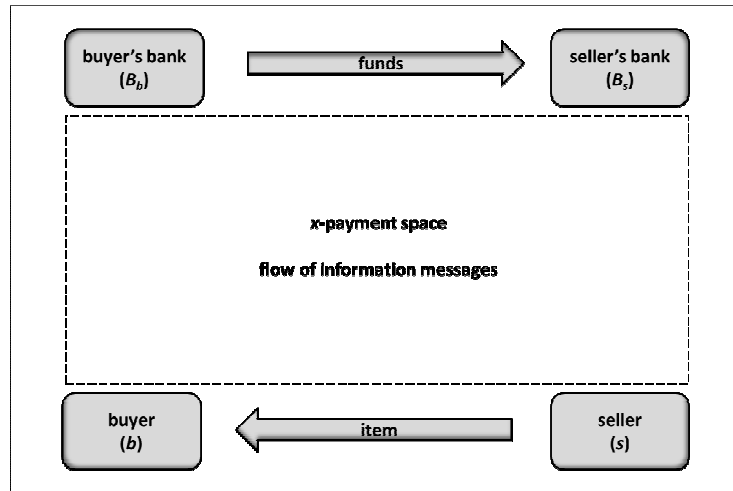 buyer's bank
(Bb)
funds
seller's bank
(Bs)
x-payment space
flow of information messages
buyer
(b)
item
seller
(s)